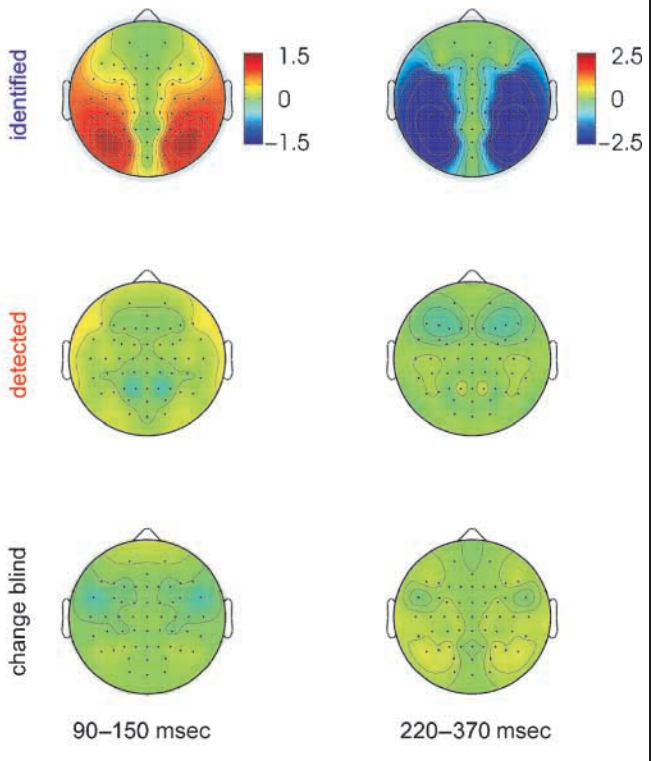 identified
1.5
0
−1.5
2.5
0
−2.5
detected
change blind
90–150 msec
220–370 msec